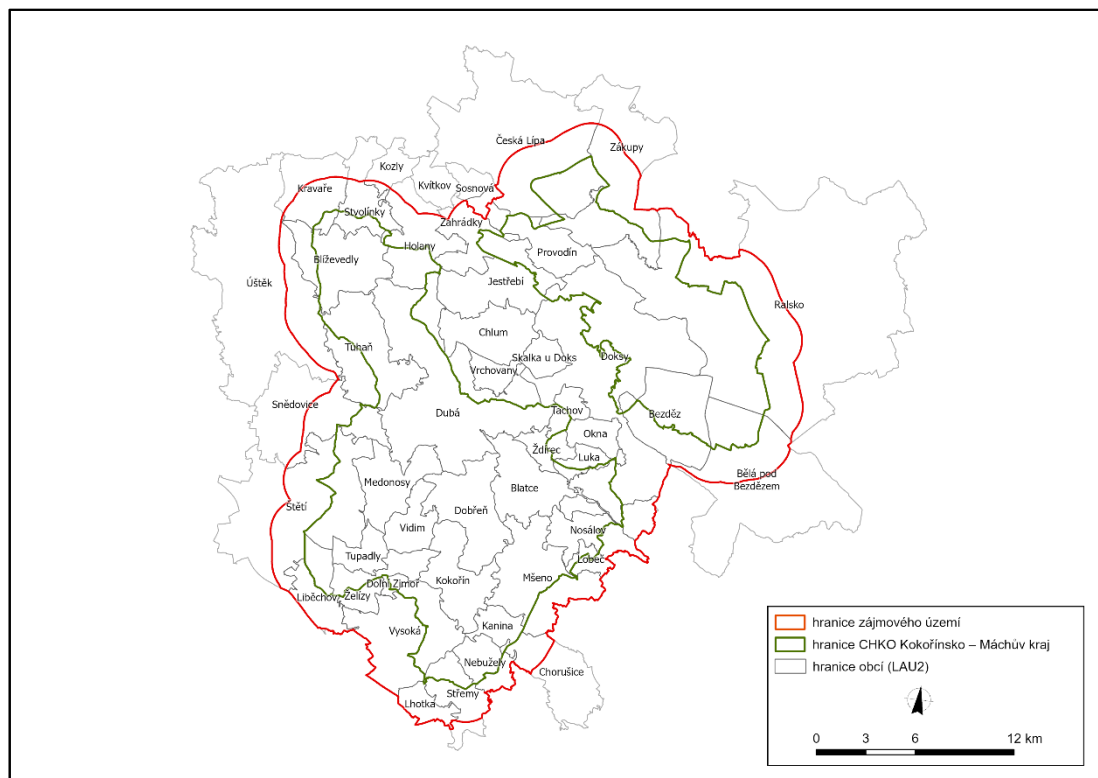 Česká Lípa
Zákupy
Kozly
Kvítkov
Sosnová
Kravaře
Stvolínky
Zahrádky
Holany
Provodín
Blíževedly
Úštěk
Jestřebí
Ralsko
Chlum
Tuhaň
Skalka u Doks
Doksy
Vrchovany
Snědovice
Dubá
Tachov
Bezděz
Okna
Ždírec
Luka
Bělá pod
Bezdězem
Medonosy
Blatce
Štětí
Dobřeň
Vidim
Nosálov
Tupadly
Lobeč
Dolní Zimoř
Kokořín
Mšeno
Liběchov
Želízy
Vysoká
Kanina
Nebužely
Chorušice
Střemy
Lhotka
hranice zájmového území
hranice CHKO Kokořínsko – Máchův kraj
hranice obcí (LAU2)
0 3 6 12 km